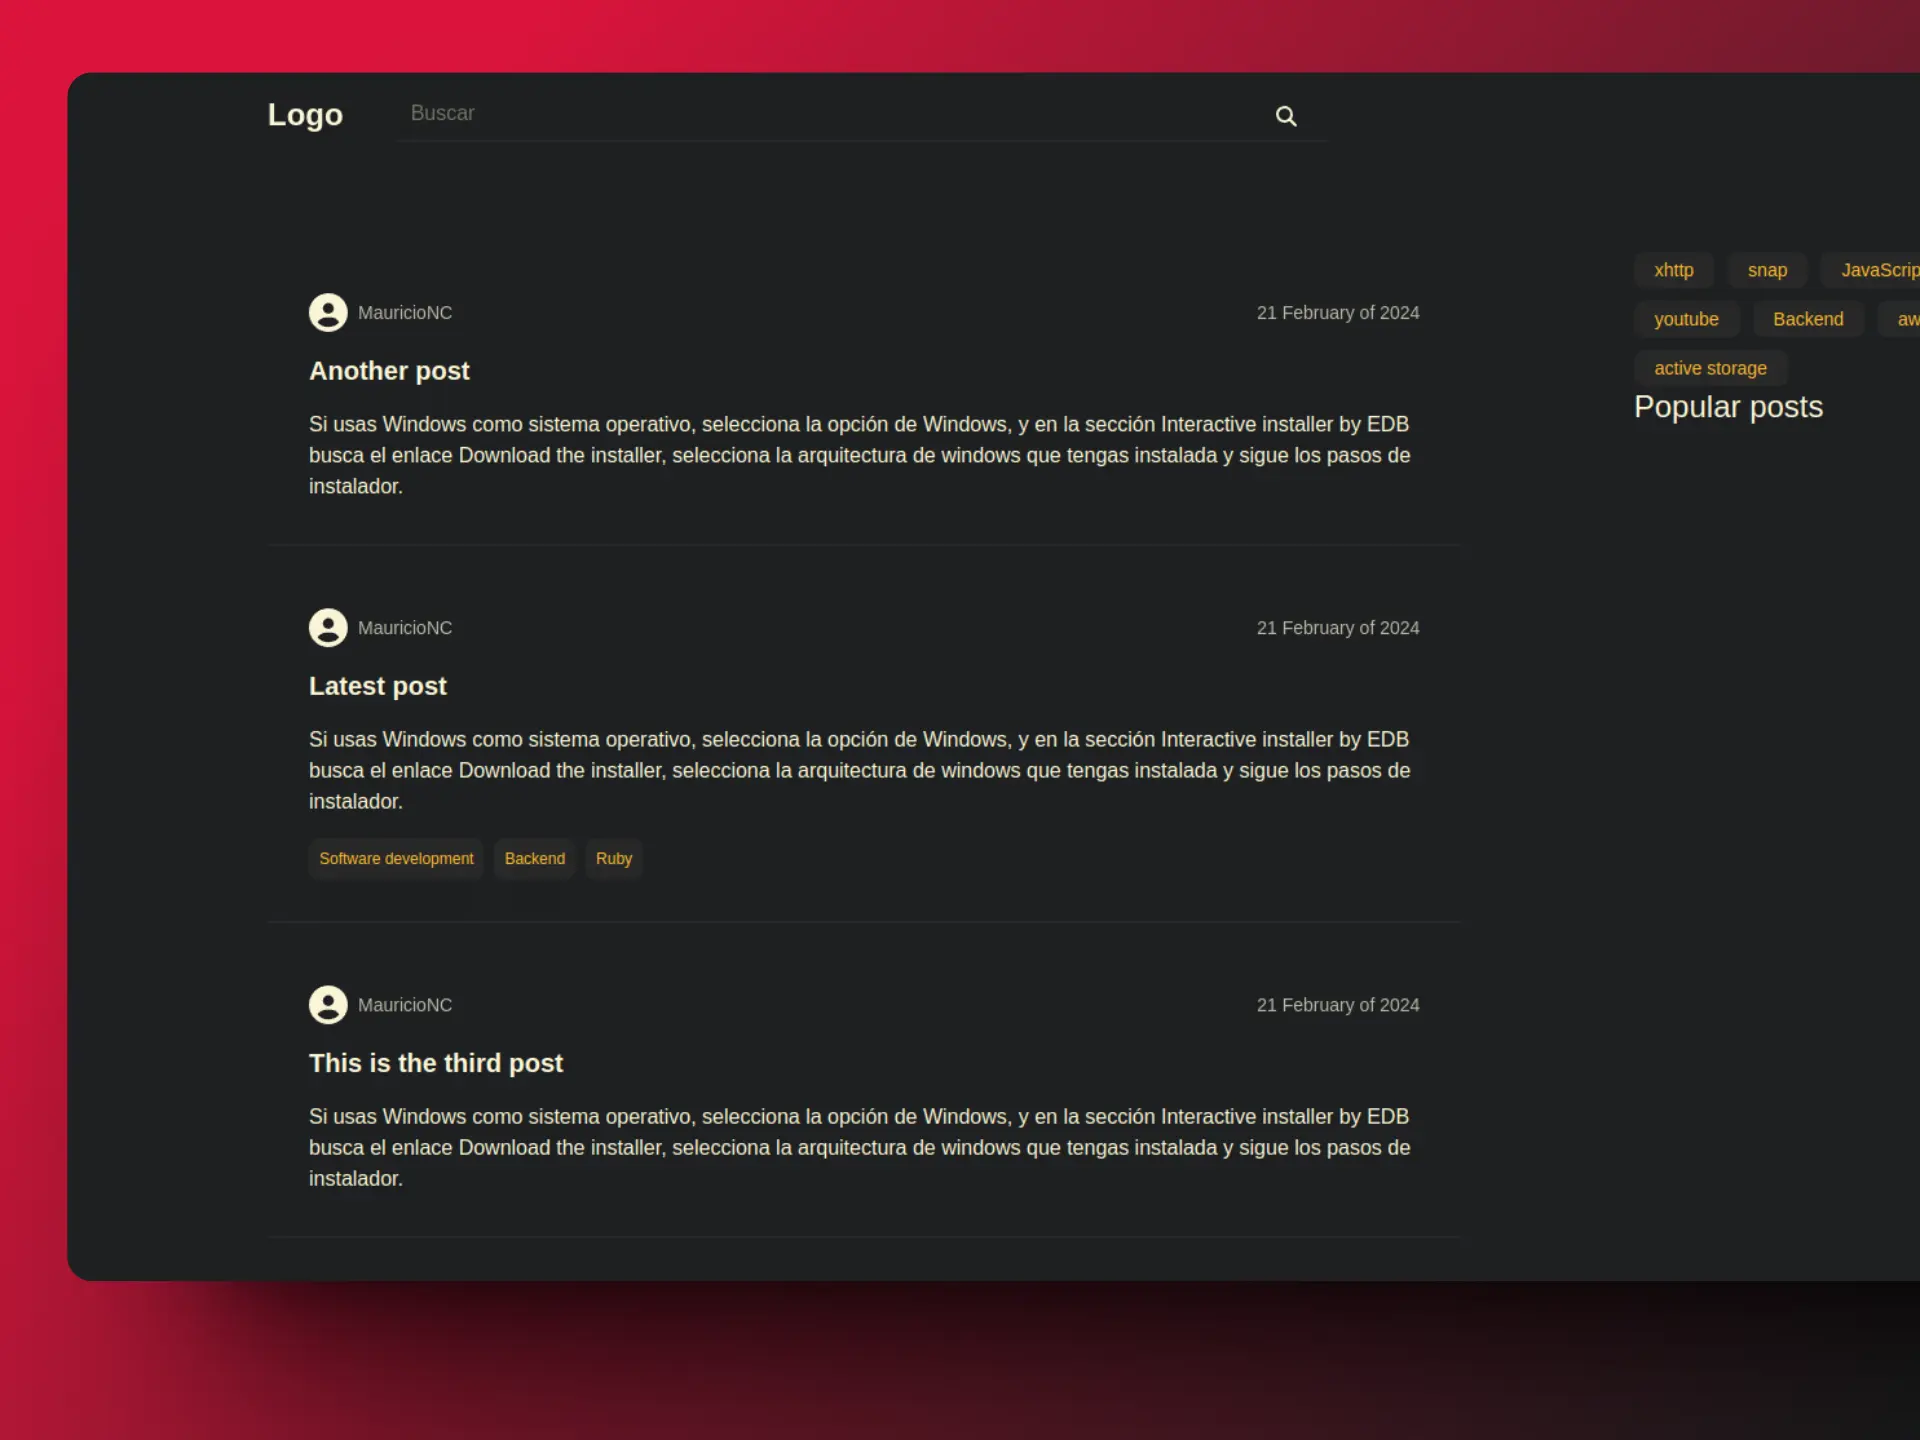 Logo
Buscar
MauricioNC
21 February of 2024
Another post
Si usas Windows como sistema operativo, selecciona la opción de Windows, y en la sección Interactive installer by EDB
busca el enlace Download the installer, selecciona la arquitectura de windows que tengas instalada y sigue los pasos de
instalador.
MauricioNC
21 February of 2024
Latest post
Si usas Windows como sistema operativo, selecciona la opción de Windows, y en la sección Interactive installer by EDB
busca el enlace Download the installer, selecciona la arquitectura de windows que tengas instalada y sigue los pasos de
instalador.
Software development Backend Ruby
MauricioNC
21 February of 2024
This is the third post
Si usas Windows como sistema operativo, selecciona la opción de Windows, y en la sección Interactive installer by EDB
busca el enlace Download the installer, selecciona la arquitectura de windows que tengas instalada y sigue los pasos de
instalador.
xhttp snap JavaScrip
youtube Backend aw
active storage
Popular posts